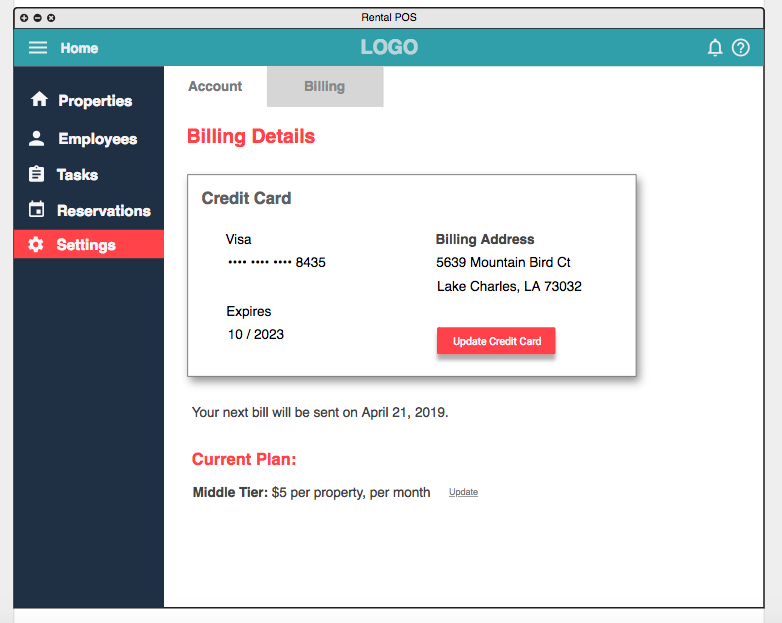 Rental POS
Home
LOGO
Properties
Employees
Tasks
Reservations
Settings
Account
Billing
Billing Details
Credit Card
Visa
•••• •••• •••• 8435
Expires
10 / 2023
Billing Address
5639 Mountain Bird Ct
Lake Charles, LA 73032
Update Credit Card
Your next bill will be sent on April 21, 2019.
Current Plan:
Middle Tier: $5 per property, per month Update